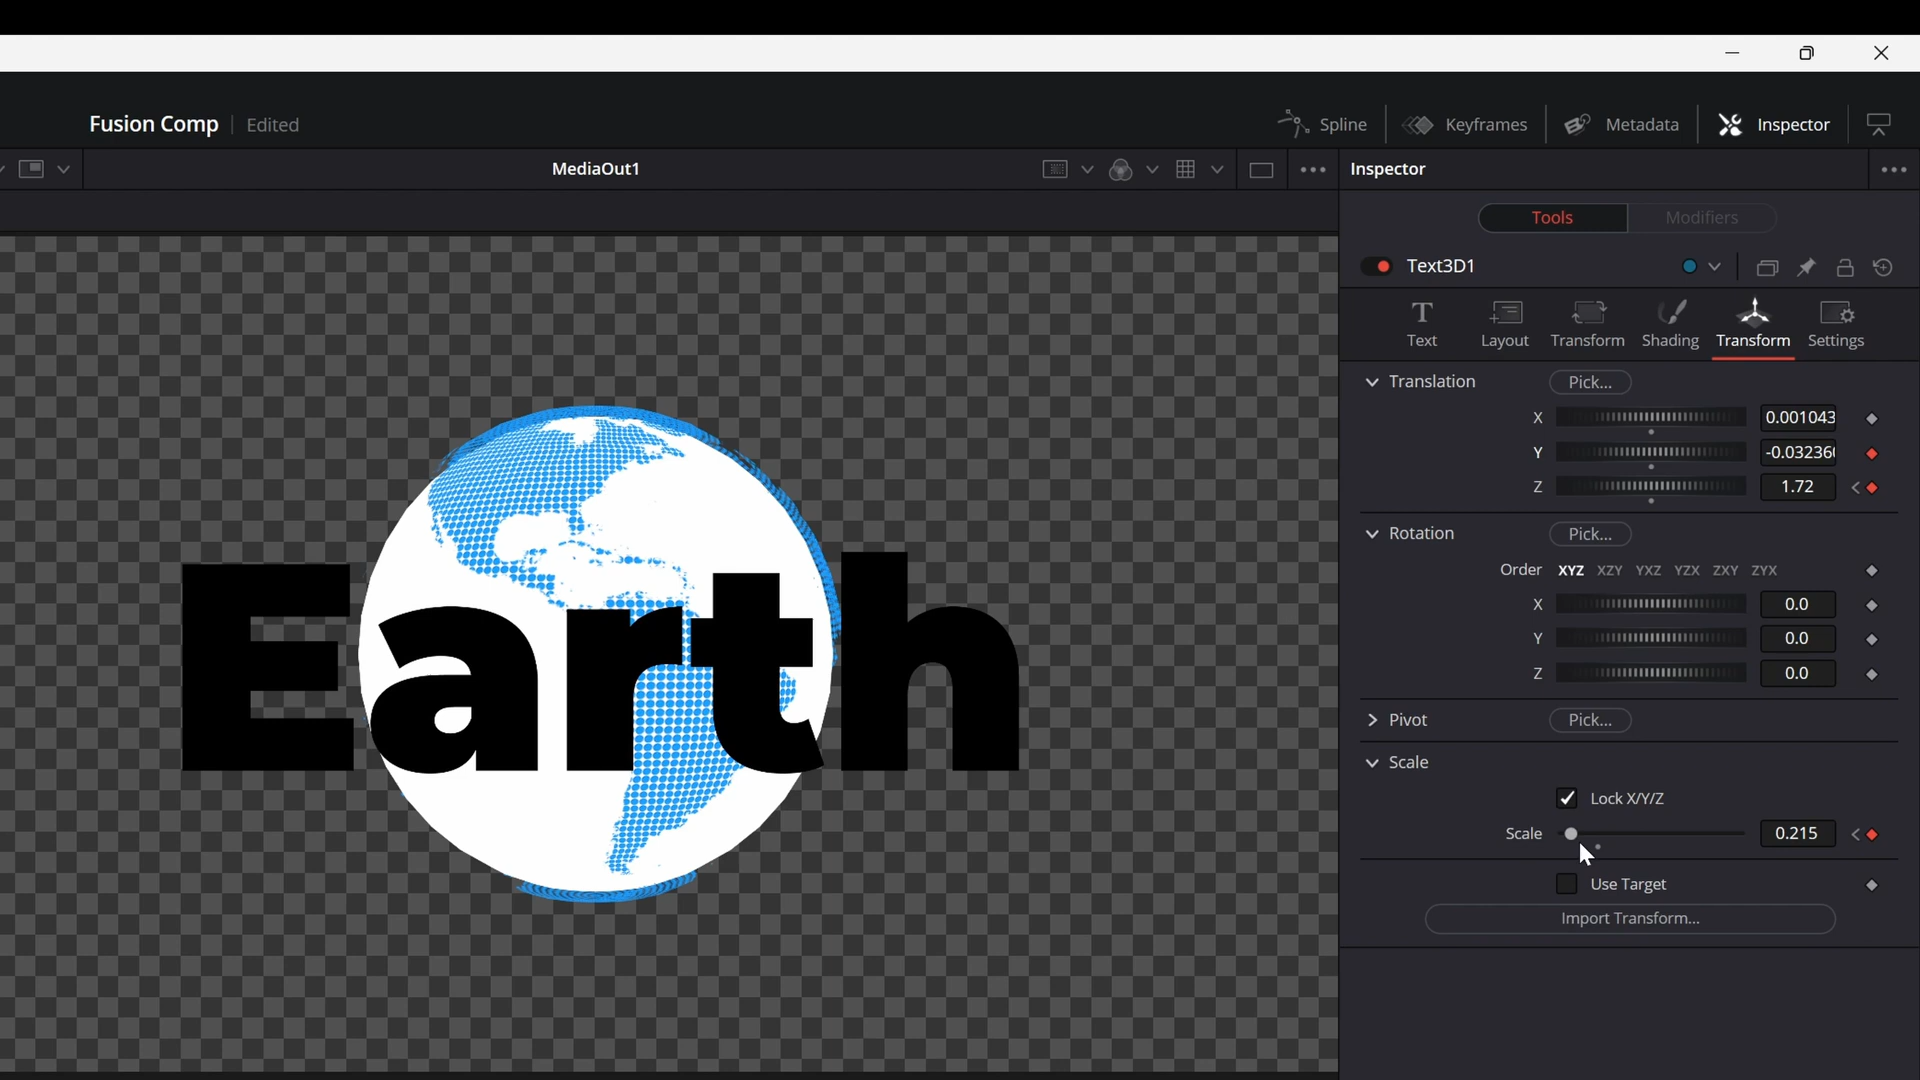 Fusion Comp Edited Spline Keyframes Metadata Inspector
MediaOut1 Inspector
Tools Modifiers
Text3D1
T
Text Layout Transform Shading Transform Settings
Translation Pick...
X 0.001043
Y -0.03236
Z 1.72
Rotation Pick...
Order XYZ XZY YXZ YZX ZXY ZYX
X 0.0
Y 0.0
Z 0.0
Pivot Pick...
Scale
Lock X/Y/Z
Scale 0.215
Use Target
Import Transform...
Earth